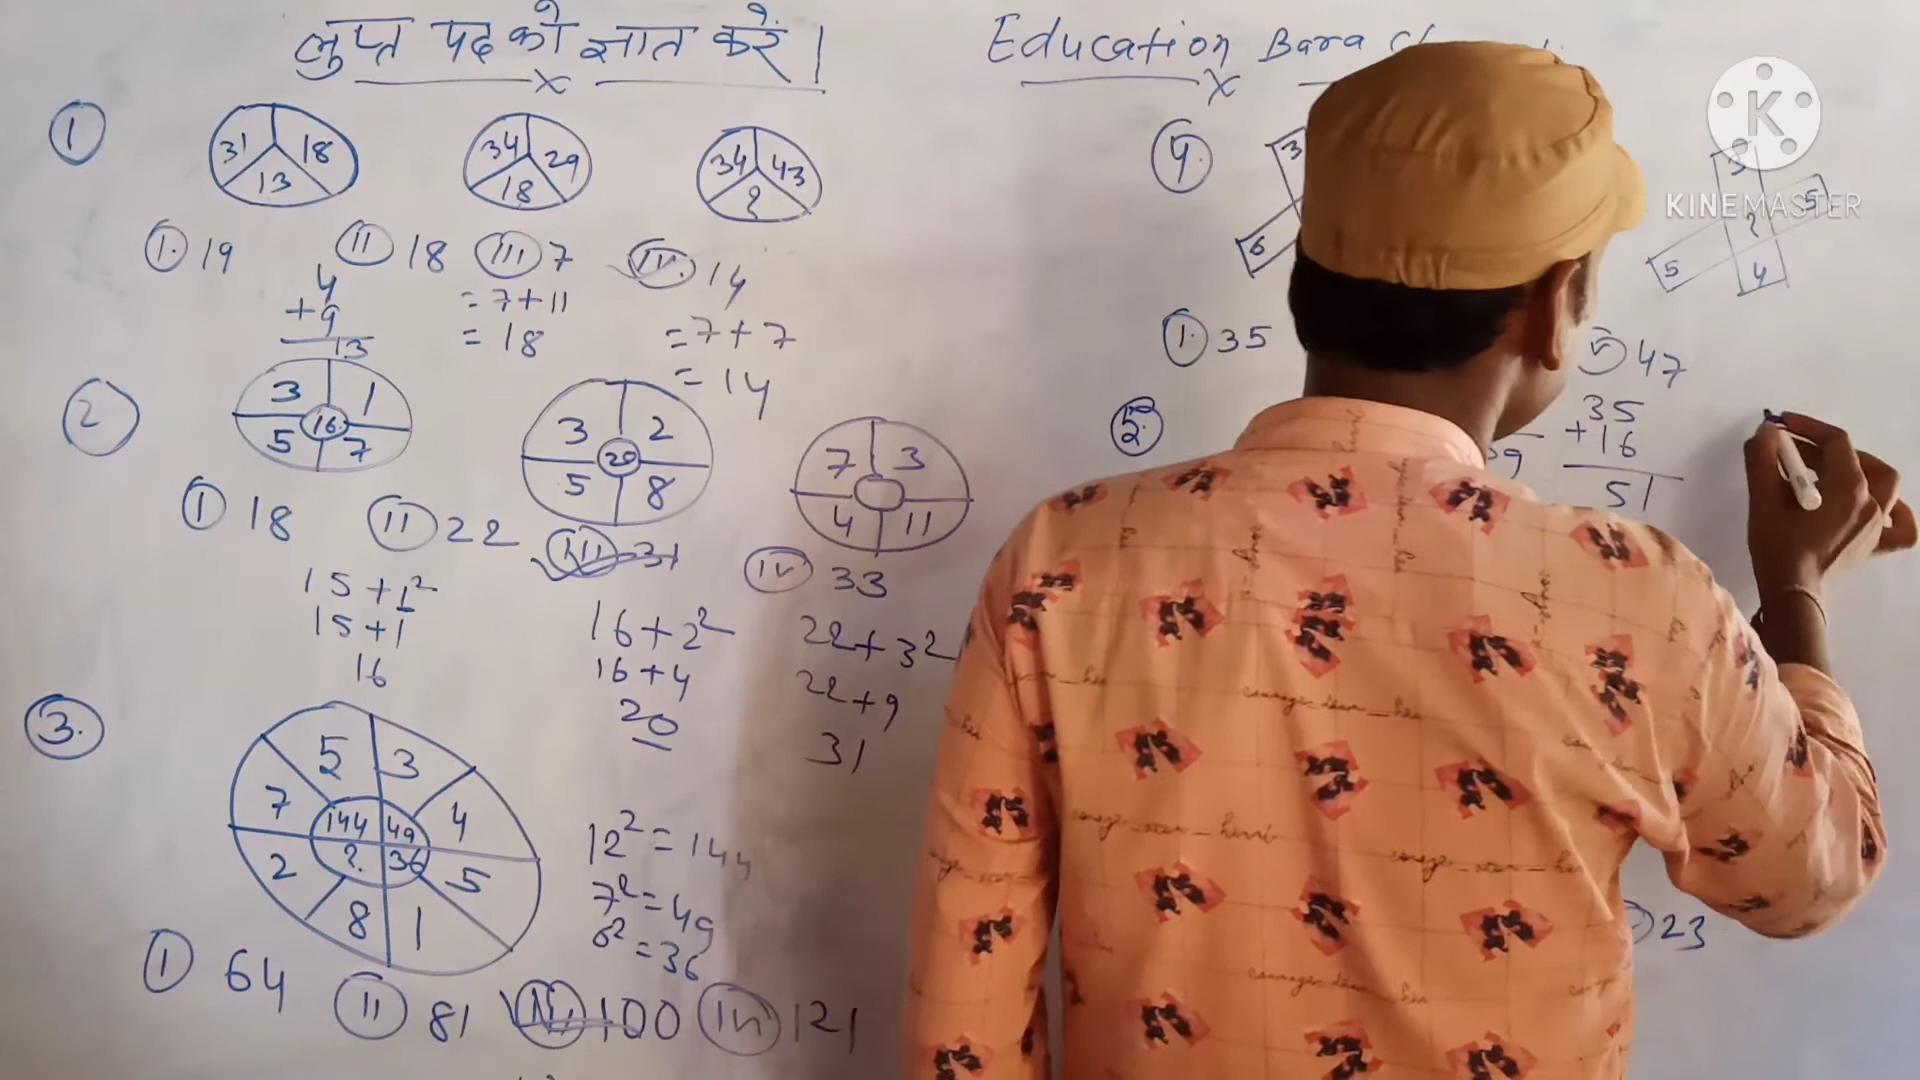 लुप्त पद को ज्ञात करें।
Education Bara
K
KINEMASTER
1
31 18 13
34 29 18
34 43 ?
I. 19 II 18 III 7 IV. 14
4
+9
13
= 7+11
= 18
= 7+7
= 14
2
3 1 16 5 7
3 2 20 5 8
7 3 4 11
I 18 II 22 III 31 IV 33
15+1²
15+1
16
16+2²
16+4
20
22+3²
22+9
31
3.
5 3
7 144 49 4
2 ? 36 5
8 1
12² = 144
7² = 49
6² = 36
I 64 II 81 III 100 IV 121
4.
3
6
3
5
?
5 4
I. 35
47
35
+16
51
23